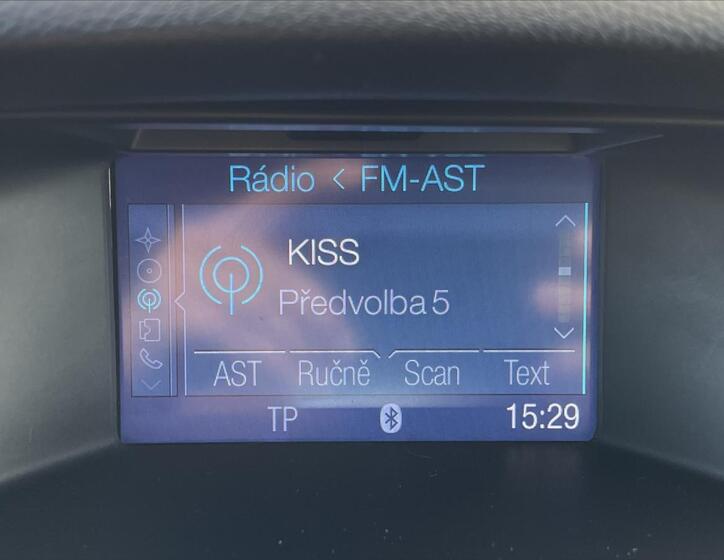 Rádio < FM-AST
KISS
Předvolba 5
AST Ručně Scan Text
TP 15:29